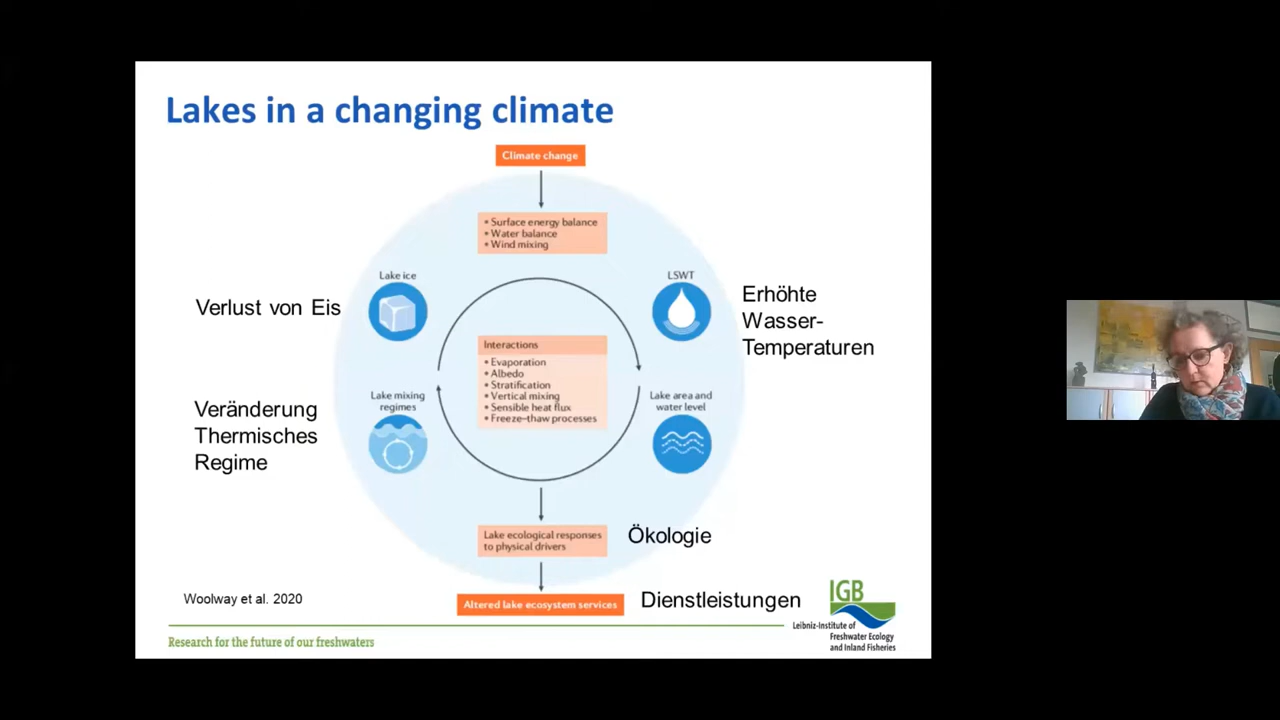 Lakes in a changing climate
Climate change
• Surface energy balance
• Water balance
• Wind mixing
Lake ice
LSWT
Verlust von Eis
Erhöhte
Wasser-
Temperaturen
Interactions
• Evaporation
• Albedo
• Stratification
• Vertical mixing
• Sensible heat flux
• Freeze–thaw processes
Lake mixing
regimes
Lake area and
water level
Veränderung
Thermisches
Regime
Lake ecological responses
to physical drivers
Ökologie
Altered lake ecosystem services
Dienstleistungen
Woolway et al. 2020
IGB
Leibniz-Institute of
Freshwater Ecology
and Inland Fisheries
Research for the future of our freshwaters